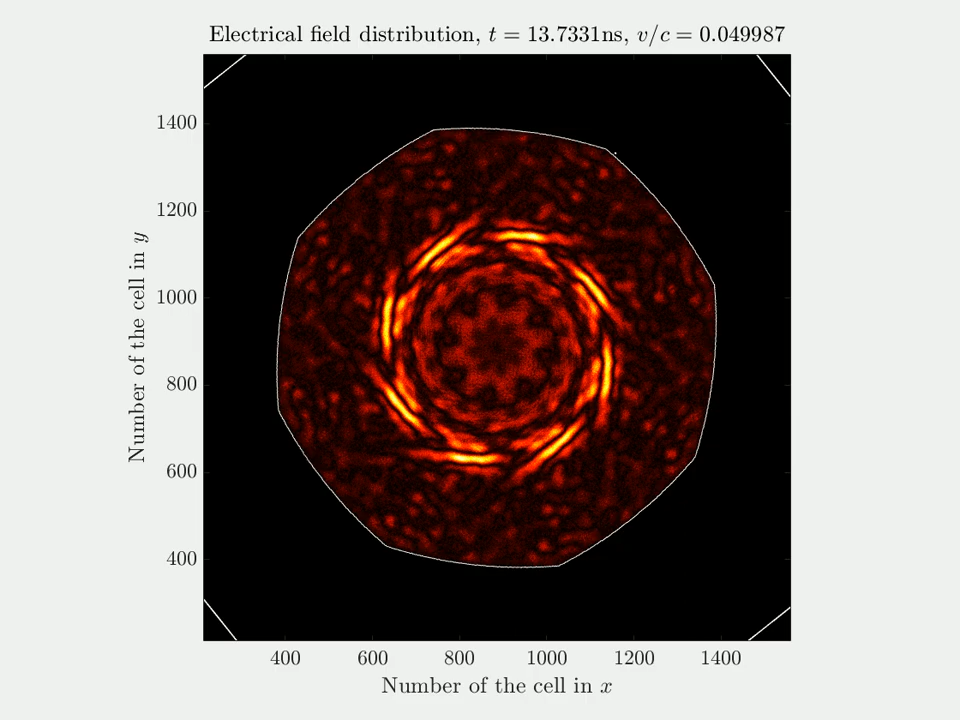 Electrical field distribution, t = 13.7331ns, v/c = 0.049987
1400
1200
1000
800
600
400
Number of the cell in y
400 600 800 1000 1200 1400
Number of the cell in x